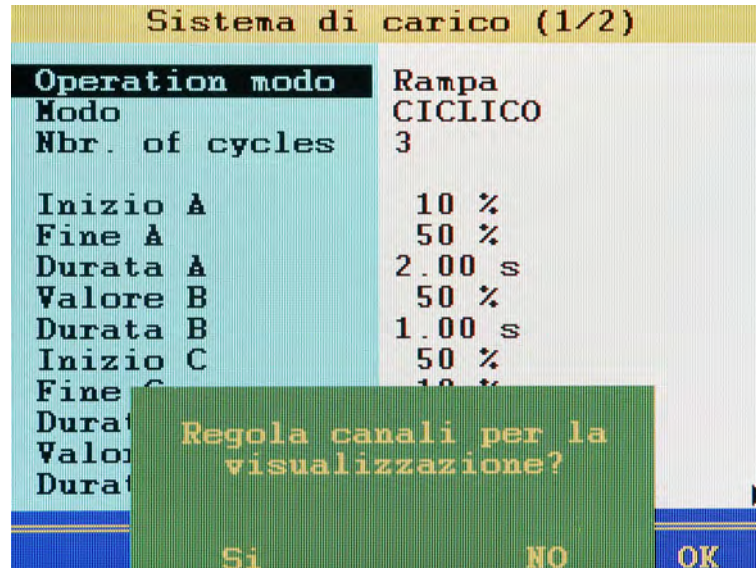 Sistema di carico (1/2)
Operation modo Rampa
Modo CICLICO
Nbr. of cycles 3
Inizio A 10 %
Fine A 50 %
Durata A 2.00 s
Valore B 50 %
Durata B 1.00 s
Inizio C 50 %
Fine
Regola canali per la
visualizzazione?
Si NO OK